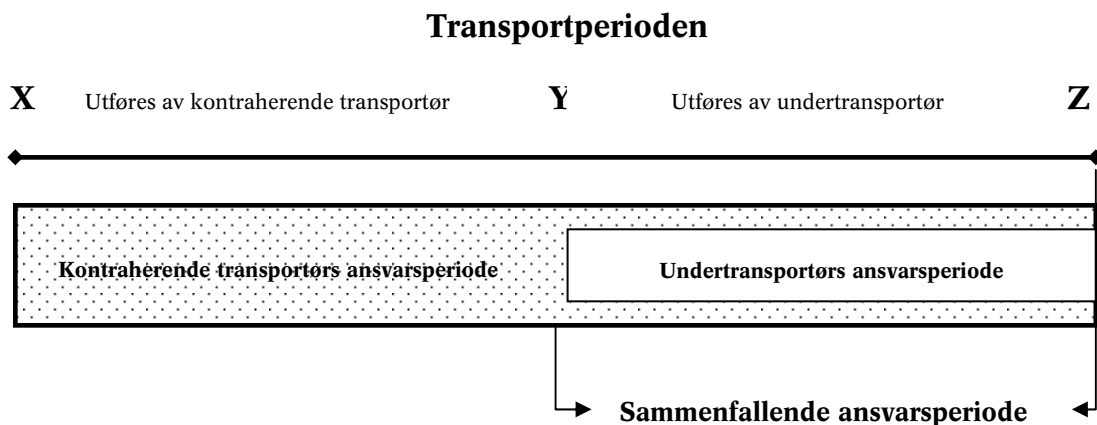 Transportperioden
X Utføres av kontraherende transportør Y Utføres av undertransportør Z
Kontraherende transportørs ansvarsperiode Undertransportørs ansvarsperiode
Sammenfallende ansvarsperiode